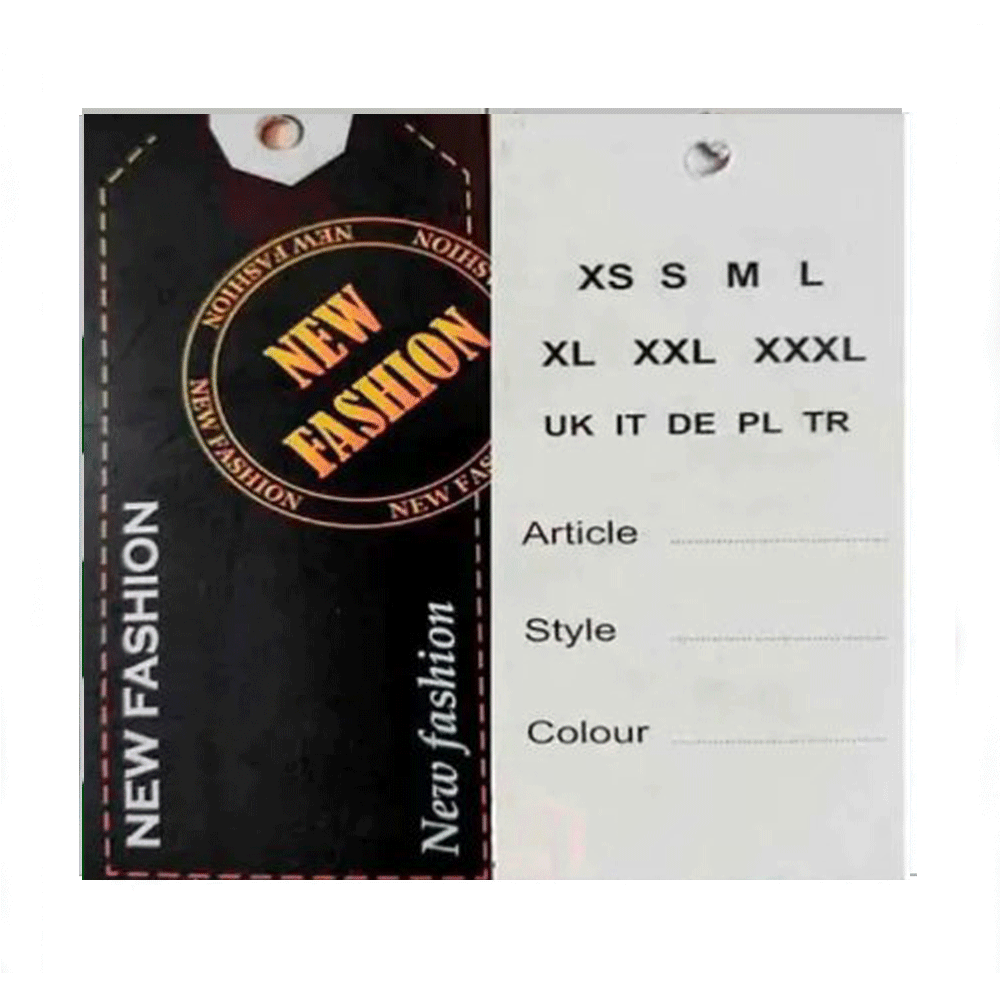 NEW FASHION
NEW FASHION
NEW FASHION
NEW FAS
NEW
FASHION
NEW FASHION
New fashion
XS S M L
XL XXL XXXL
UK IT DE PL TR
Article
Style
Colour